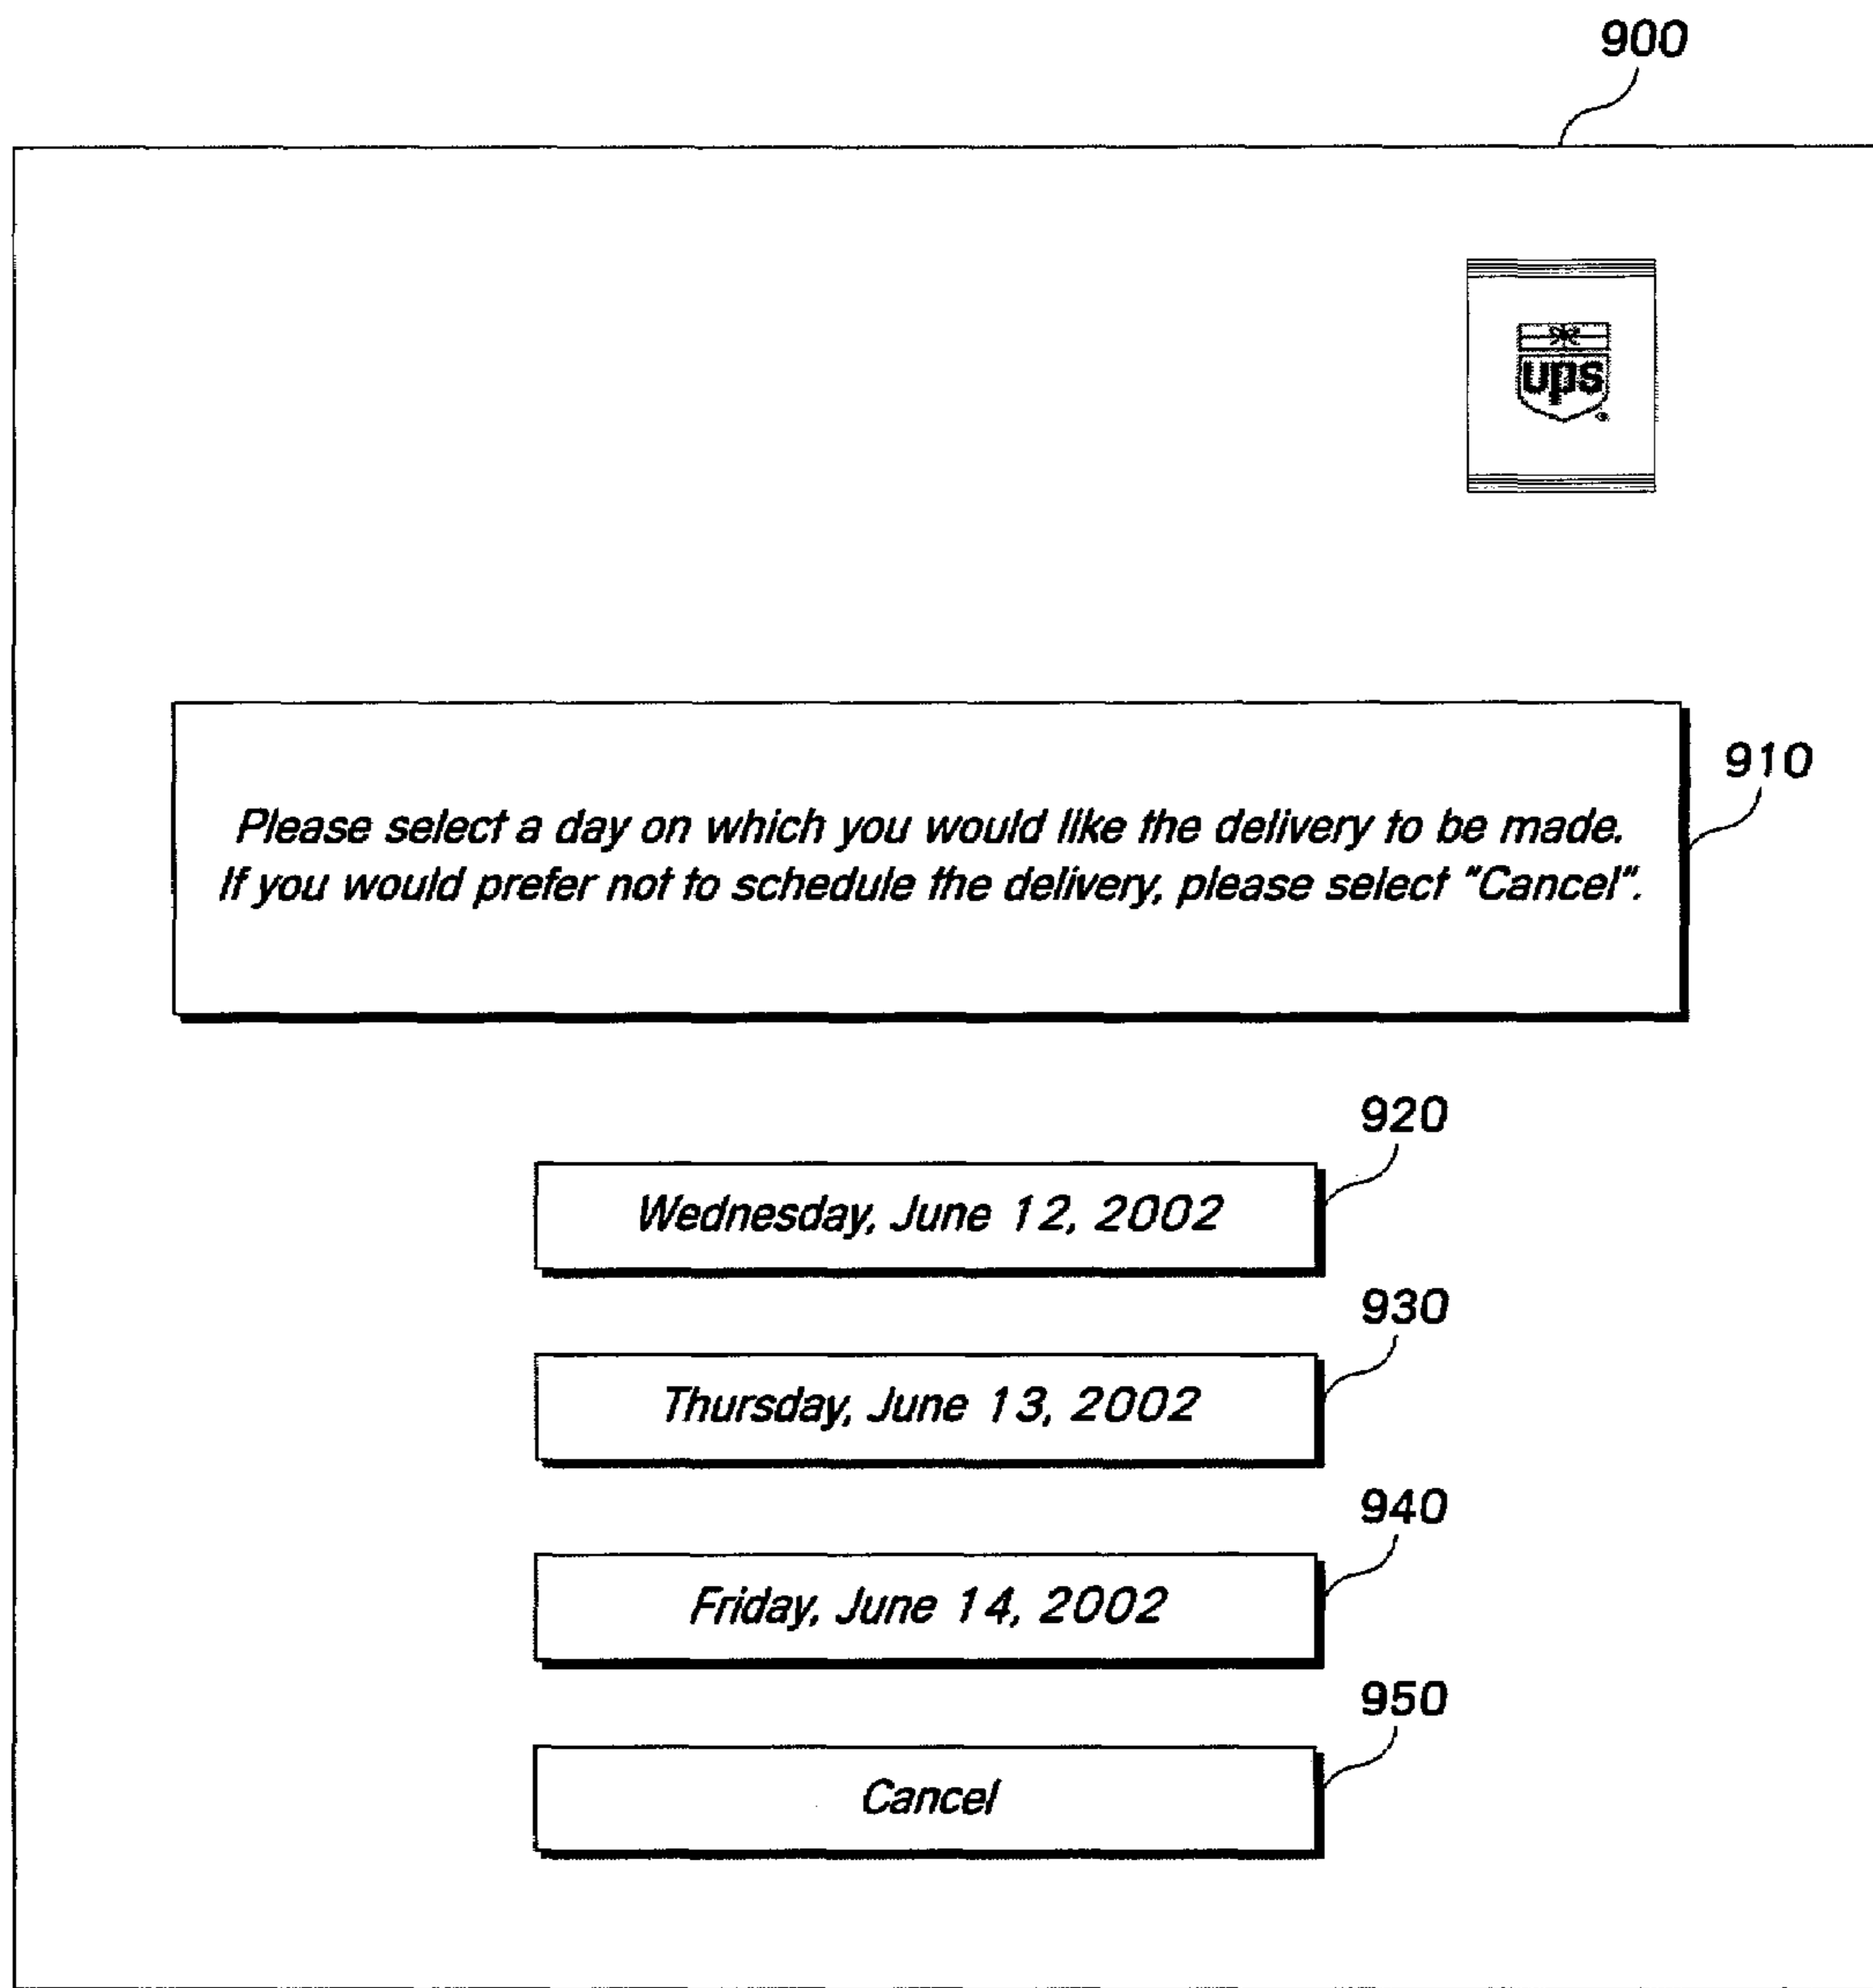 900
ups
Please select a day on which you would like the delivery to be made.
If you would prefer not to schedule the delivery, please select "Cancel".
910
920
Wednesday, June 12, 2002
930
Thursday, June 13, 2002
940
Friday, June 14, 2002
950
Cancel